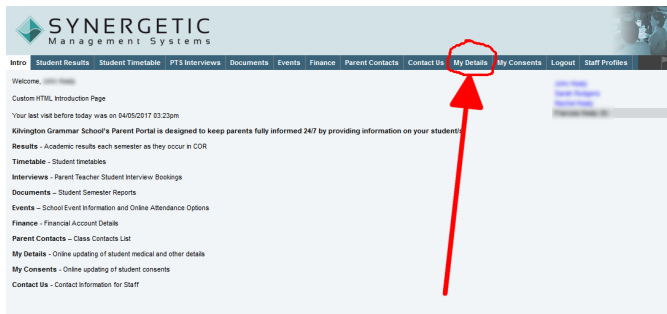 SYNERGETIC
Management Systems
Intro Student Results Student Timetable PTS Interviews Documents Events Finance Parent Contacts Contact Us My Details My Consents Logout Staff Profiles
Welcome,
Custom HTML Introduction Page
Your last visit before today was on 04/05/2017 03:23pm
Kilvington Grammar School's Parent Portal is designed to keep parents fully informed 24/7 by providing information on your student/s
Results - Academic results each semester as they occur in COR
Timetable - Student timetables
Interviews - Parent Teacher Student Interview Bookings
Documents – Student Semester Reports
Events – School Event Information and Online Attendance Options
Finance - Financial Account Details
Parent Contacts – Class Contacts List
My Details - Online updating of student medical and other details
My Consents - Online updating of student consents
Contact Us - Contact Information for Staff